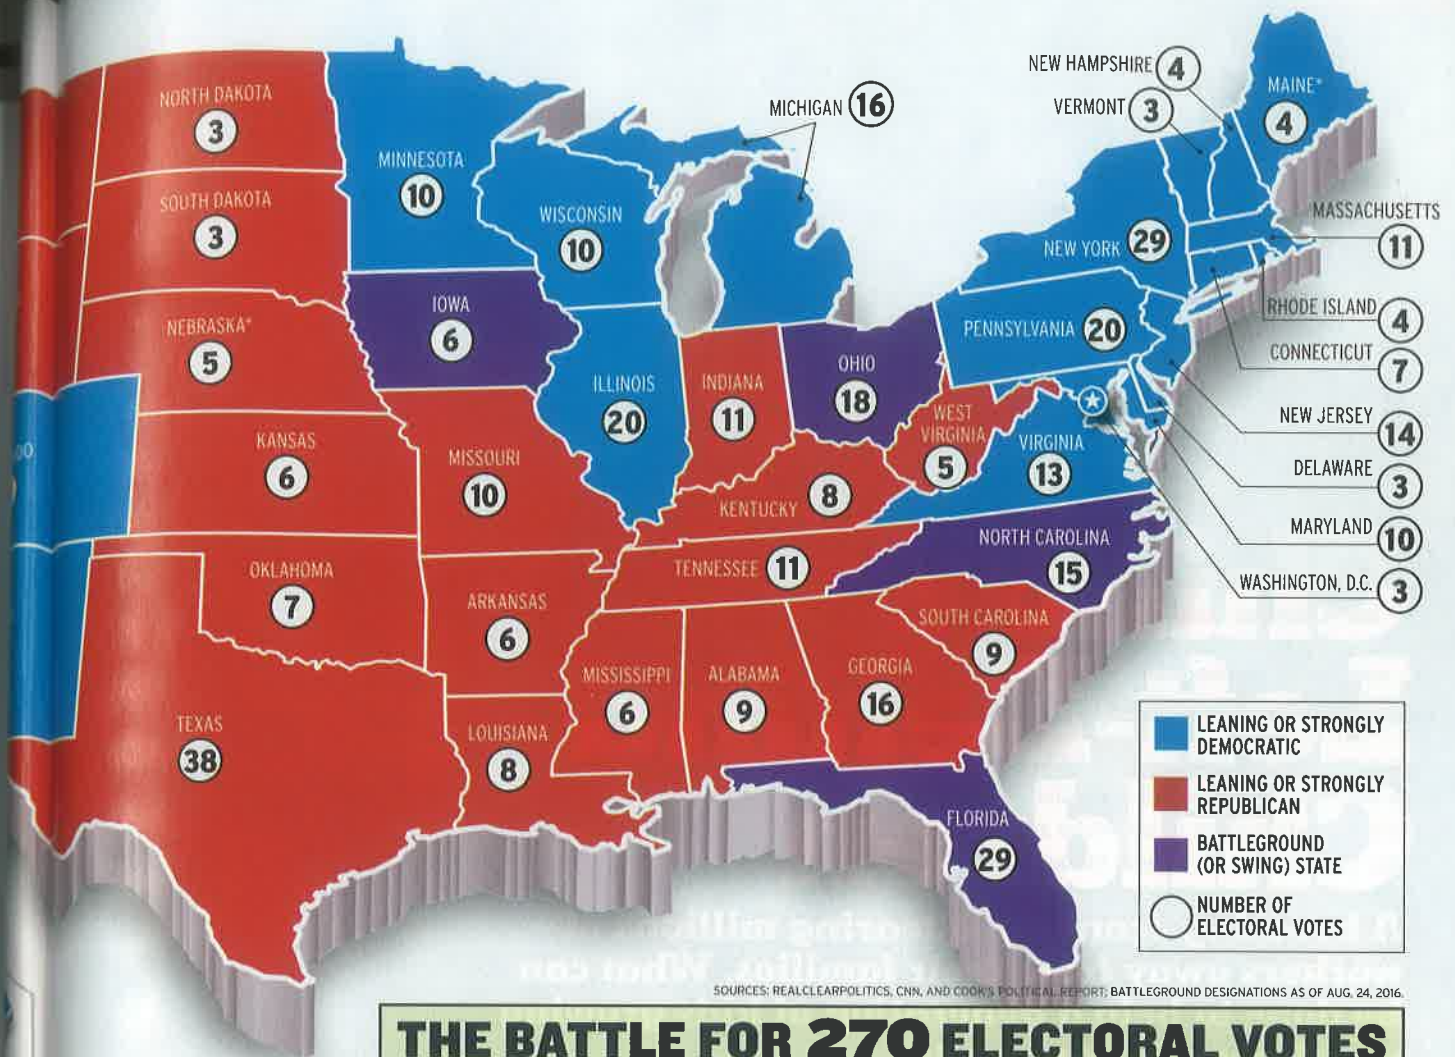 NORTH DAKOTA
3
SOUTH DAKOTA
3
NEBRASKA*
5
KANSAS
6
OKLAHOMA
7
TEXAS
38
MINNESOTA
10
IOWA
6
MISSOURI
10
ARKANSAS
6
LOUISIANA
8
WISCONSIN
10
ILLINOIS
20
MICHIGAN 16
INDIANA
11
OHIO
18
KENTUCKY 8
TENNESSEE 11
MISSISSIPPI
6
ALABAMA
9
GEORGIA
16
FLORIDA
29
SOUTH CAROLINA
9
NORTH CAROLINA
15
WEST
VIRGINIA
5
VIRGINIA
13
PENNSYLVANIA 20
NEW YORK 29
NEW HAMPSHIRE 4
VERMONT 3
MAINE*
4
MASSACHUSETTS
11
RHODE ISLAND 4
CONNECTICUT 7
NEW JERSEY 14
DELAWARE 3
MARYLAND 10
WASHINGTON, D.C. 3
LEANING OR STRONGLY
DEMOCRATIC
LEANING OR STRONGLY
REPUBLICAN
BATTLEGROUND
(OR SWING) STATE
NUMBER OF
ELECTORAL VOTES
SOURCES: REALCLEARPOLITICS, CNN, AND COOK'S POLITICAL REPORT; BATTLEGROUND DESIGNATIONS AS OF AUG. 24, 2016.
THE BATTLE FOR 270 ELECTORAL VOTES